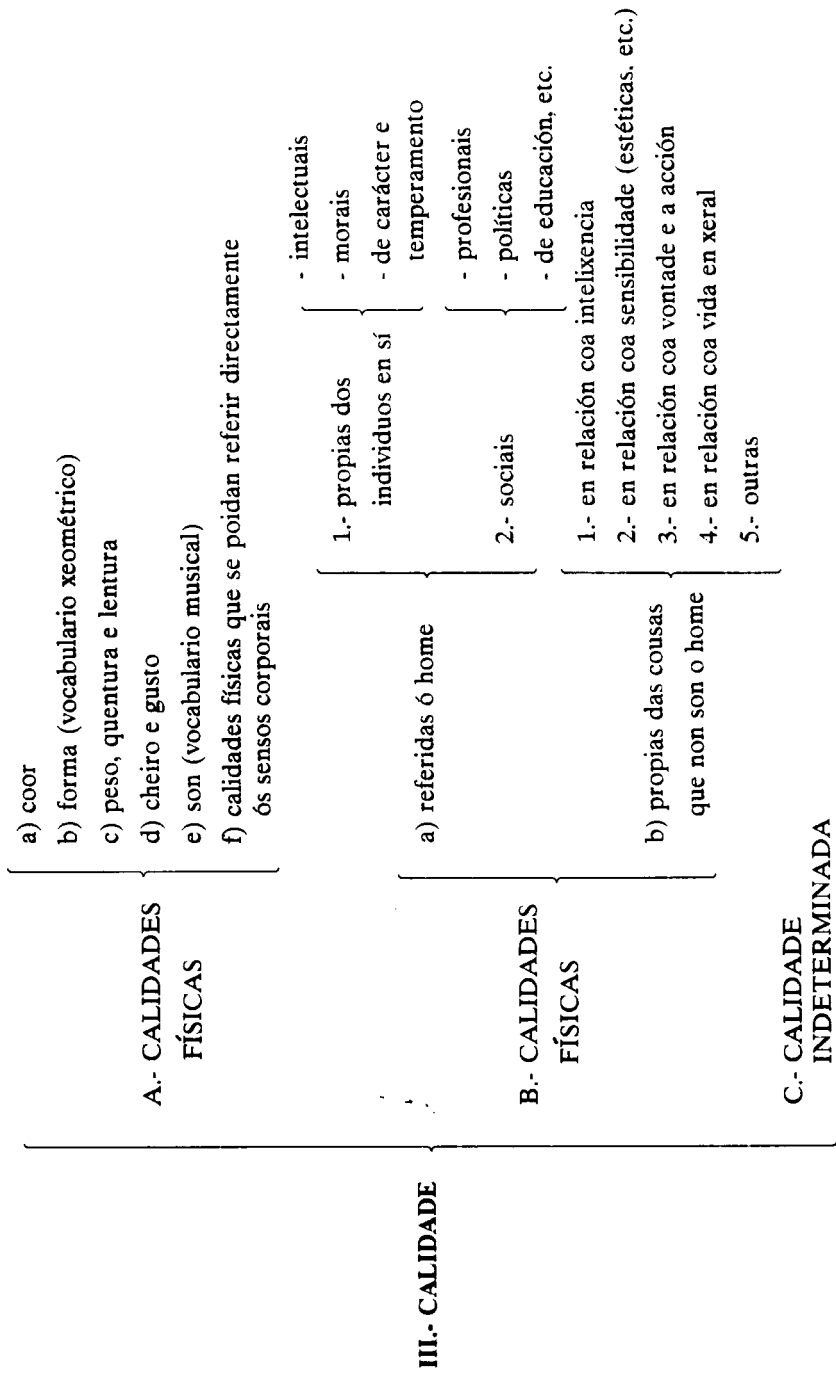 III.- CALIDADE
A.- CALIDADES
FÍSICAS
a) coor
b) forma (vocabulario xeométrico)
c) peso, quentura e lentura
d) cheiro e gusto
e) son (vocabulario musical)
f) calidades físicas que se poidan referir directamente
ós sensos corporais
B.- CALIDADES
FÍSICAS
a) referidas ó home
1.- propias dos
individuos en sí
- intelectuais
- morais
- de carácter e
temperamento
2.- sociais
- profesionais
- políticas
- de educación, etc.
b) propias das cousas
que non son o home
1.- en relación coa intelixencia
2.- en relación coa sensibilidade (estéticas. etc.)
3.- en relación coa vontade e a acción
4.- en relación coa vida en xeral
5.- outras
C.- CALIDADE
INDETERMINADA